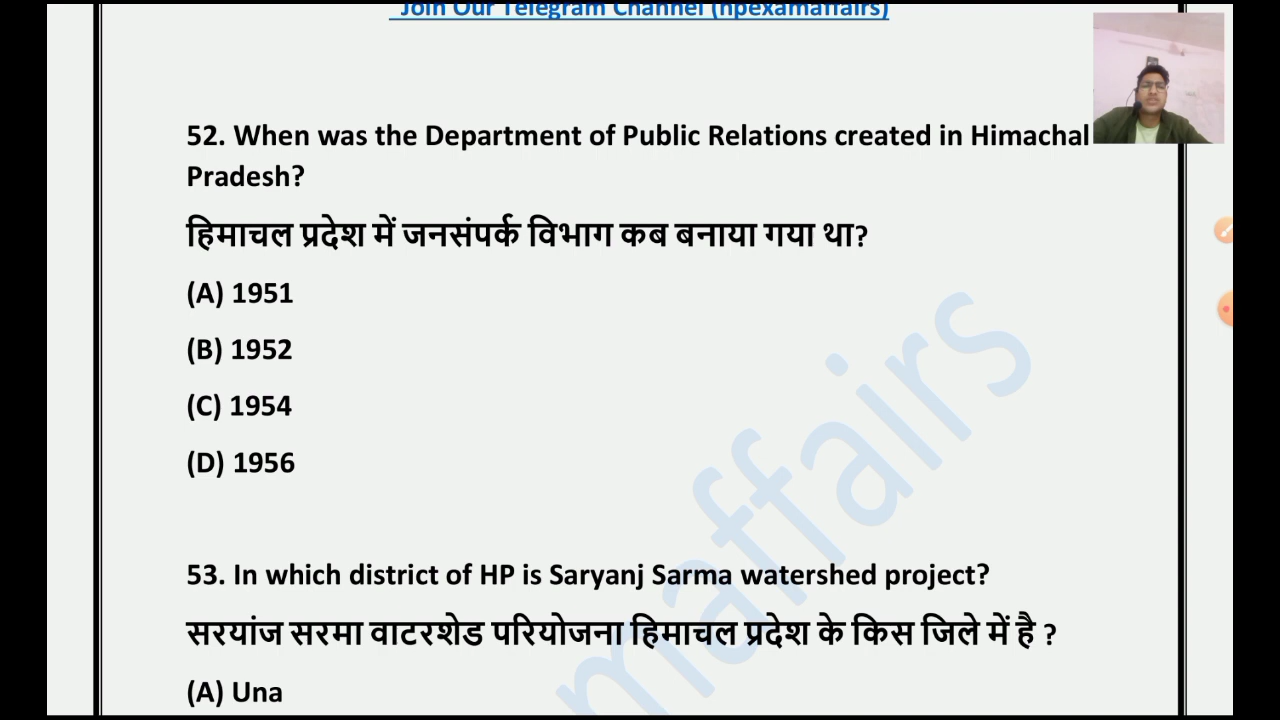 Join Our Telegram Channel (hpexamaffairs)
52. When was the Department of Public Relations created in Himachal
Pradesh?
हिमाचल प्रदेश में जनसंपर्क विभाग कब बनाया गया था?
(A) 1951
(B) 1952
(C) 1954
(D) 1956
53. In which district of HP is Saryanj Sarma watershed project?
सरयांज सरमा वाटरशेड परियोजना हिमाचल प्रदेश के किस जिले में है ?
(A) Una
maffairs